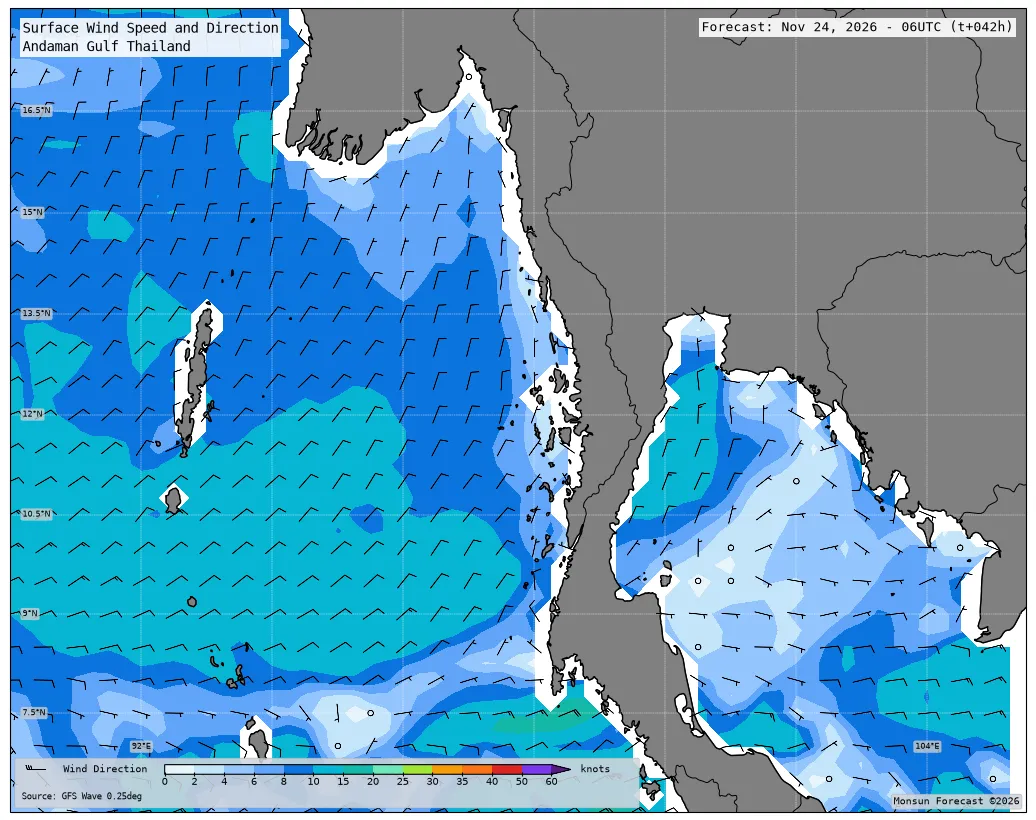 Surface Wind Speed and Direction
Andaman Gulf Thailand
Forecast: Nov 24, 2026 - 06UTC (t+042h)
16.5°N
15°N
13.5°N
12°N
10.5°N
9°N
7.5°N
92°E
104°E
Wind Direction
knots
0 2 4 6 8 10 15 20 25 30 35 40 50 60
Source: GFS Wave 0.25deg
Monsun Forecast ©2026